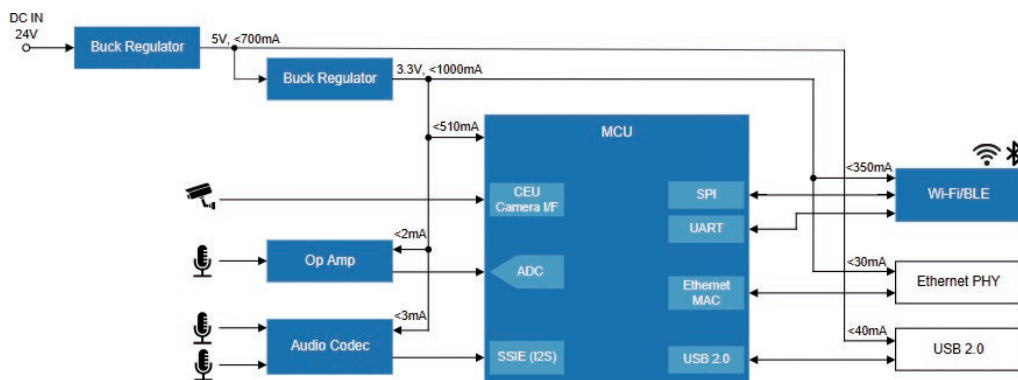 DC IN
24V
Buck Regulator
5V, <700mA
Buck Regulator
3.3V, <1000mA
<510mA
MCU
CEU
Camera I/F
SPI
<350mA
Wi-Fi/BLE
UART
<2mA
Op Amp
ADC
<30mA
Ethernet
MAC
Ethernet PHY
<3mA
Audio Codec
SSIE (I2S)
USB 2.0
<40mA
USB 2.0